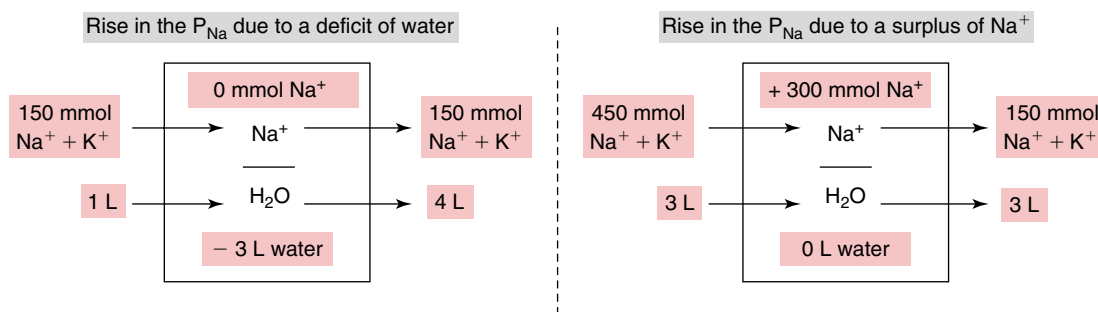 Rise in the P_Na due to a deficit of water
0 mmol Na⁺
150 mmol
Na⁺ + K⁺
Na⁺
150 mmol
Na⁺ + K⁺
1 L
H₂O
4 L
− 3 L water
Rise in the P_Na due to a surplus of Na⁺
+ 300 mmol Na⁺
450 mmol
Na⁺ + K⁺
Na⁺
150 mmol
Na⁺ + K⁺
3 L
H₂O
3 L
0 L water